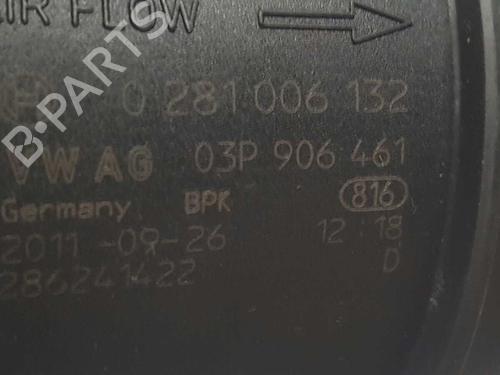 AIR FLOW
0 281 006 132
VW AG 03P 906 461
Germany BPK 816
2011-09-26 12 18
286241422 D
B-PARTS